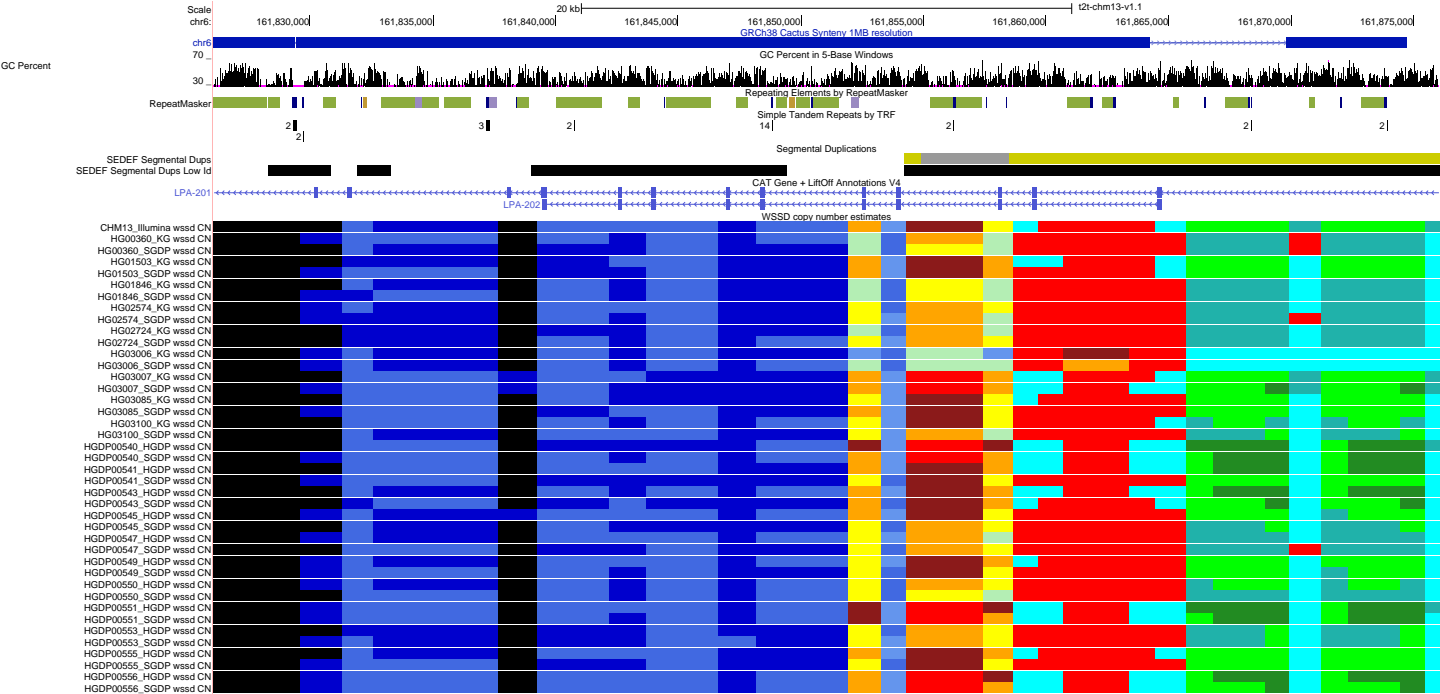 Scale 20 kb t2t-chm13-v1.1
chr6: 161,830,000 161,835,000 161,840,000 161,845,000 161,850,000 161,855,000 161,860,000 161,865,000 161,870,000 161,875,000
GRCh38 Cactus Synteny 1MB resolution
chr6
70 _ GC Percent in 5-Base Windows
GC Percent
30 _
Repeating Elements by RepeatMasker
RepeatMasker
Simple Tandem Repeats by TRF
2 3 2 14 2 2 2
2
Segmental Duplications
SEDEF Segmental Dups
SEDEF Segmental Dups Low Id
CAT Gene + LiftOff Annotations V4
LPA-201
LPA-202
WSSD copy number estimates
CHM13_Illumina wssd CN
HG00360_KG wssd CN
HG00360_SGDP wssd CN
HG01503_KG wssd CN
HG01503_SGDP wssd CN
HG01846_KG wssd CN
HG01846_SGDP wssd CN
HG02574_KG wssd CN
HG02574_SGDP wssd CN
HG02724_KG wssd CN
HG02724_SGDP wssd CN
HG03006_KG wssd CN
HG03006_SGDP wssd CN
HG03007_KG wssd CN
HG03007_SGDP wssd CN
HG03085_KG wssd CN
HG03085_SGDP wssd CN
HG03100_KG wssd CN
HG03100_SGDP wssd CN
HGDP00540_HGDP wssd CN
HGDP00540_SGDP wssd CN
HGDP00541_HGDP wssd CN
HGDP00541_SGDP wssd CN
HGDP00543_HGDP wssd CN
HGDP00543_SGDP wssd CN
HGDP00545_HGDP wssd CN
HGDP00545_SGDP wssd CN
HGDP00547_HGDP wssd CN
HGDP00547_SGDP wssd CN
HGDP00549_HGDP wssd CN
HGDP00549_SGDP wssd CN
HGDP00550_HGDP wssd CN
HGDP00550_SGDP wssd CN
HGDP00551_HGDP wssd CN
HGDP00551_SGDP wssd CN
HGDP00553_HGDP wssd CN
HGDP00553_SGDP wssd CN
HGDP00555_HGDP wssd CN
HGDP00555_SGDP wssd CN
HGDP00556_HGDP wssd CN
HGDP00556_SGDP wssd CN